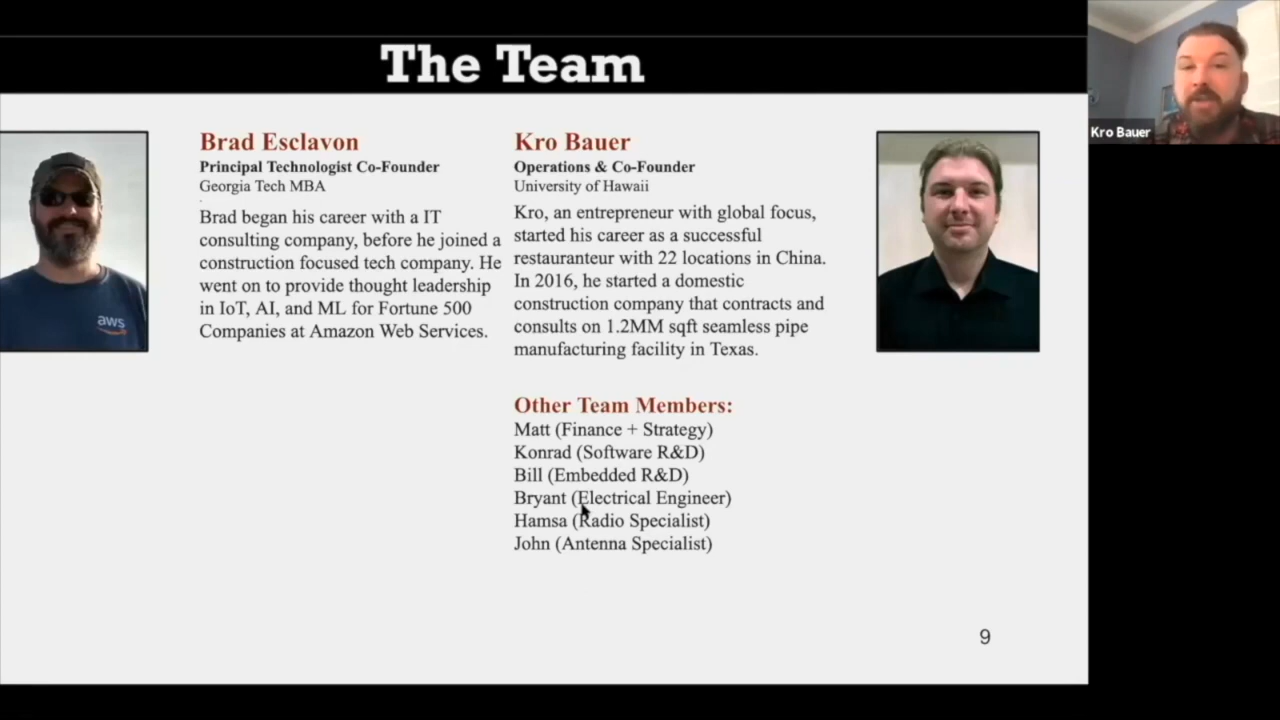 The Team
Kro Bauer
Brad Esclavon
Principal Technologist Co-Founder
Georgia Tech MBA
Brad began his career with a IT
consulting company, before he joined a
construction focused tech company. He
went on to provide thought leadership
in IoT, AI, and ML for Fortune 500
Companies at Amazon Web Services.
aws
Kro Bauer
Operations & Co-Founder
University of Hawaii
Kro, an entrepreneur with global focus,
started his career as a successful
restauranteur with 22 locations in China.
In 2016, he started a domestic
construction company that contracts and
consults on 1.2MM sqft seamless pipe
manufacturing facility in Texas.
Other Team Members:
Matt (Finance + Strategy)
Konrad (Software R&D)
Bill (Embedded R&D)
Bryant (Electrical Engineer)
Hamsa (Radio Specialist)
John (Antenna Specialist)
9